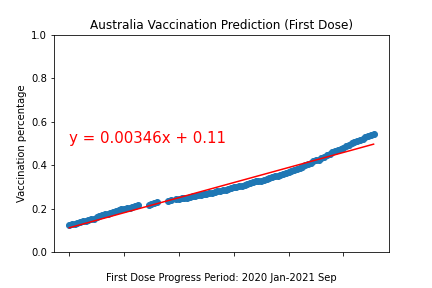 Australia Vaccination Prediction (First Dose)
1.0
0.8
0.6
0.4
0.2
0.0
Vaccination percentage
y = 0.00346x + 0.11
First Dose Progress Period: 2020 Jan-2021 Sep